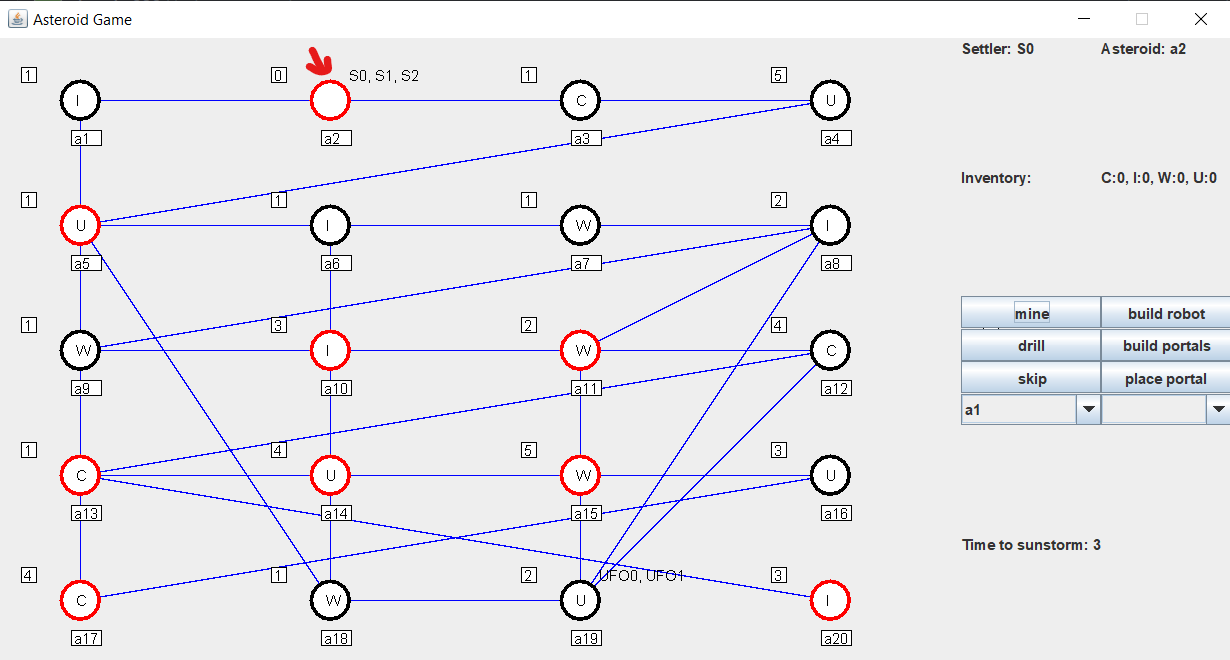 Asteroid Game
Settler: S0 Asteroid: a2
1 0 S0, S1, S2 1 5
I C U
a1 a2 a3 a4
Inventory: C:0, I:0, W:0, U:0
1 1 1 2
U I W I
a5 a6 a7 a8
mine build robot
1 3 2 4
drill build portals
W I W C
skip place portal
a9 a10 a11 a12
a1
1 4 5 3
C U W U
a13 a14 a15 a16
Time to sunstorm: 3
4 1 2 UFO0, UFO1 3
C W U I
a17 a18 a19 a20